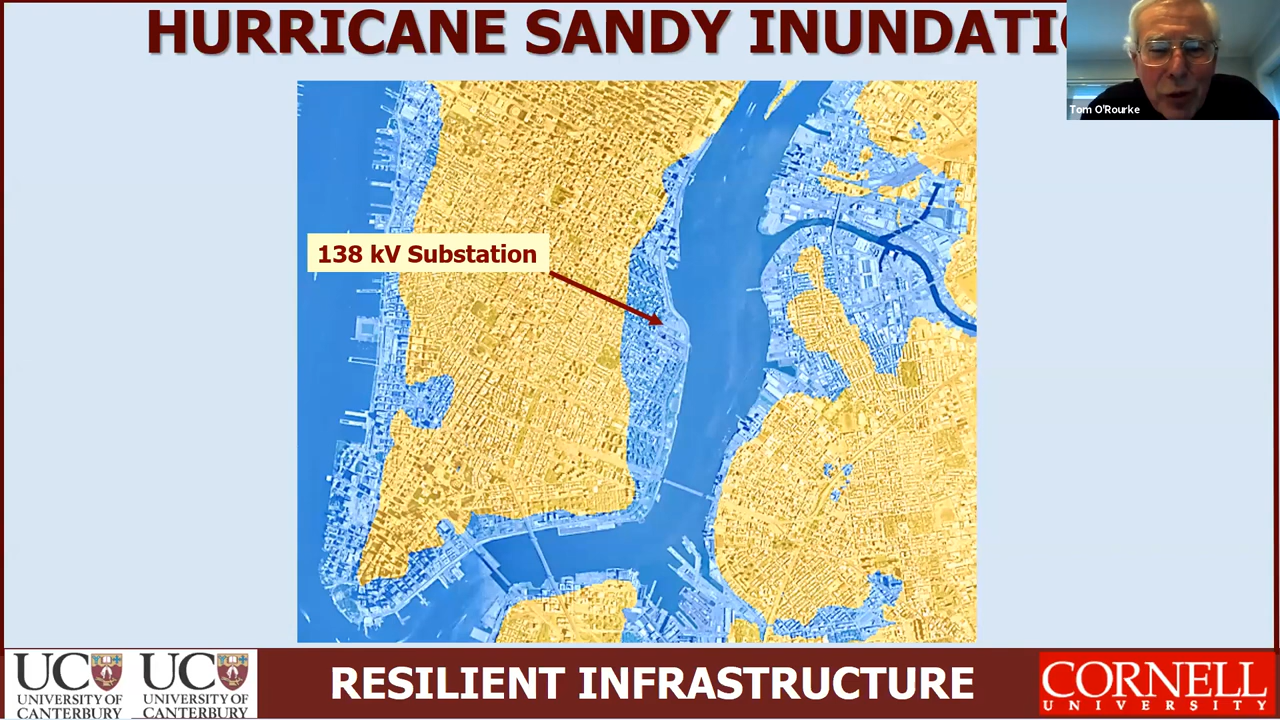 HURRICANE SANDY INUNDATIO
Tom O'Rourke
138 kV Substation
UC UC
UNIVERSITY OF UNIVERSITY OF
CANTERBURY CANTERBURY
RESILIENT INFRASTRUCTURE
CORNELL
UNIVERSITY